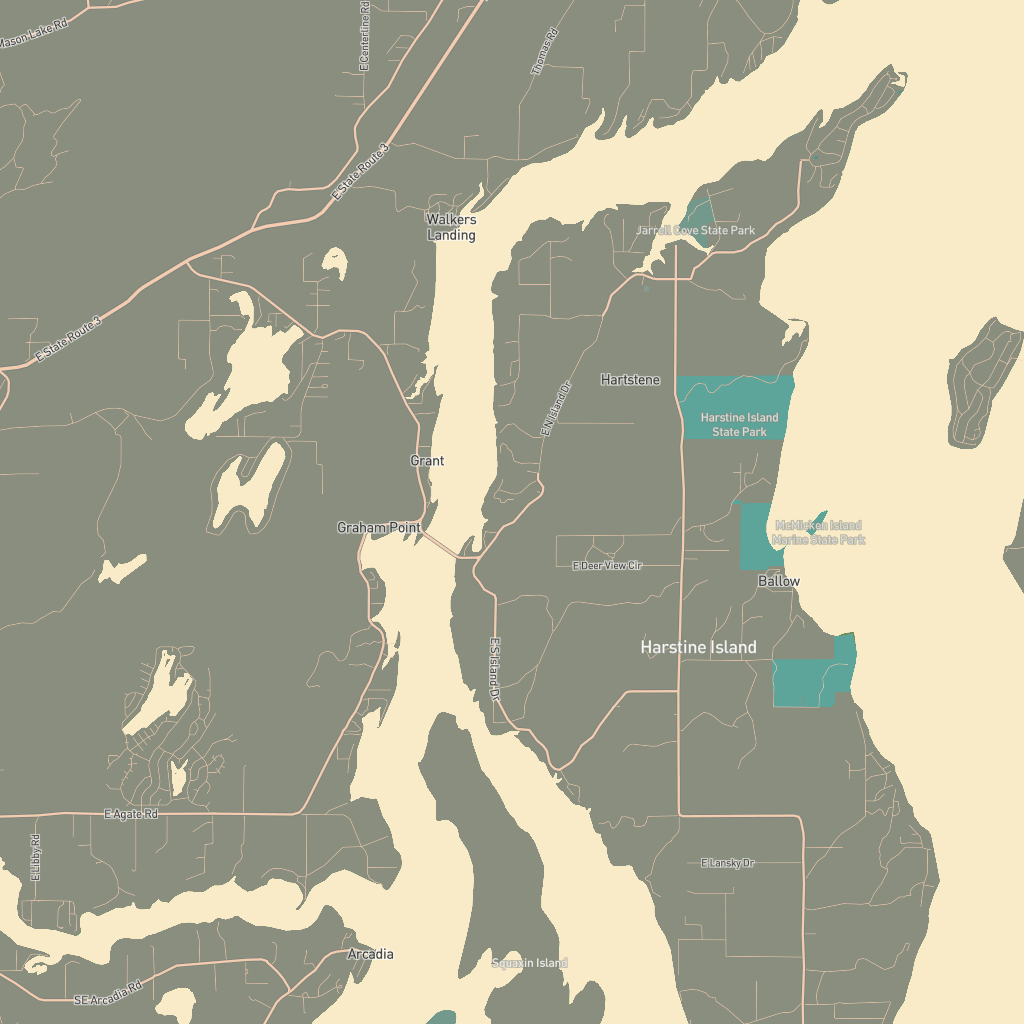 Mason Lake Rd
E Centerline Rd
Thomas Rd
E State Route 3
Walkers
Landing
Jarrell Cove State Park
E State Route 3
Hartstene
E N Island Dr
Harstine Island
State Park
Grant
Graham Point
McMicken Island
Marine State Park
E Deer View Cir
Ballow
Harstine Island
E S Island Dr
E Agate Rd
E Libby Rd
E Lansky Dr
Arcadia
Squaxin Island
SE Arcadia Rd